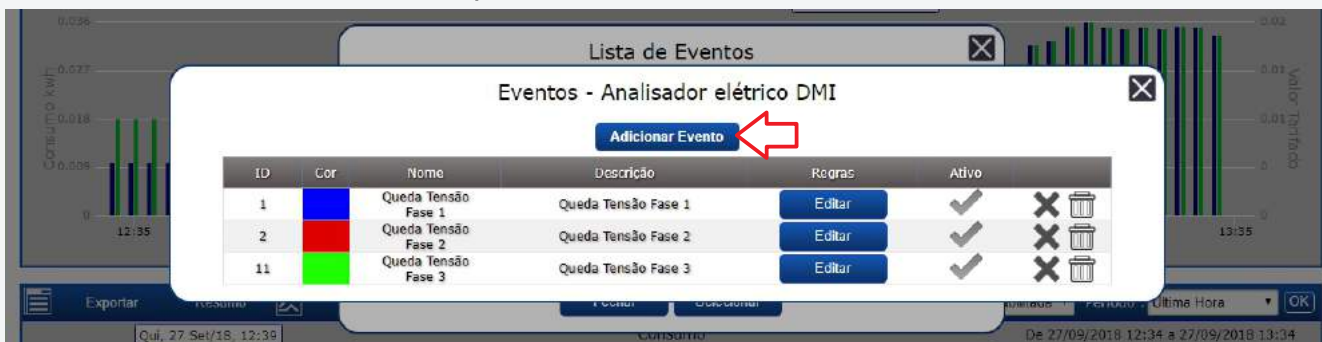 0.036
0.02
Lista de Eventos
0.027
0.01
Eventos - Analisador elétrico DMI
Consumo kwh
Valor Tarifado
0.018
0.01
Adicionar Evento
0.009
0
ID Cor Nome Descrição Regras Ativo
1 Queda Tensão Fase 1 Queda Tensão Fase 1 Editar
0
0
2 Queda Tensão Fase 2 Queda Tensão Fase 2 Editar
12:35
13:35
11 Queda Tensão Fase 3 Queda Tensão Fase 3 Editar
Exportar Resumo Fechar Selecionar Período : Última Hora OK
Qui, 27 Set/18, 12:39 Consumo De 27/09/2018 12:34 a 27/09/2018 13:34